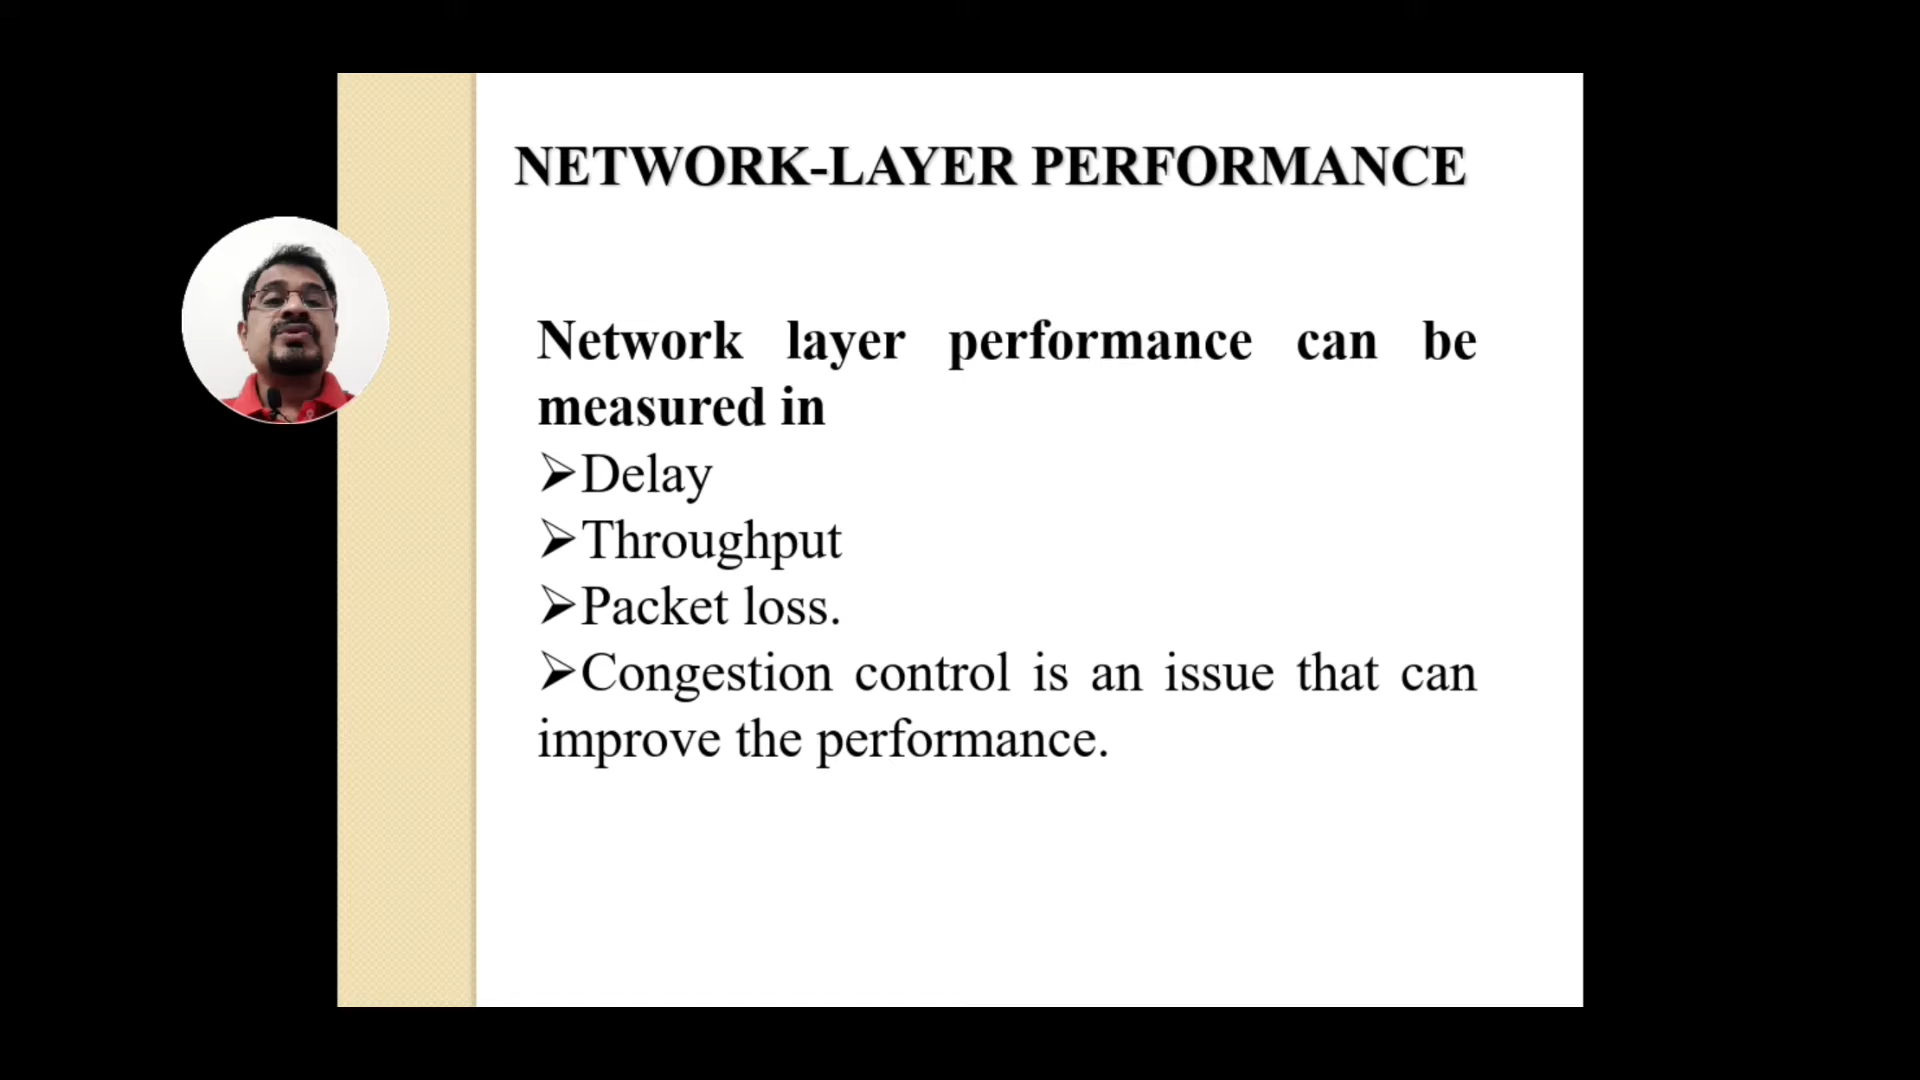 NETWORK-LAYER PERFORMANCE
Network layer performance can be
measured in
➢Delay
➢Throughput
➢Packet loss.
➢Congestion control is an issue that can
improve the performance.